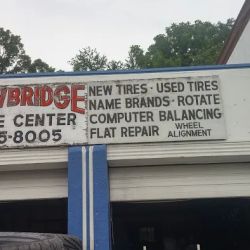 BRIDGE
E CENTER
5-8005
NEW TIRES · USED TIRES
NAME BRANDS · ROTATE
COMPUTER BALANCING
FLAT REPAIR WHEEL
ALIGNMENT